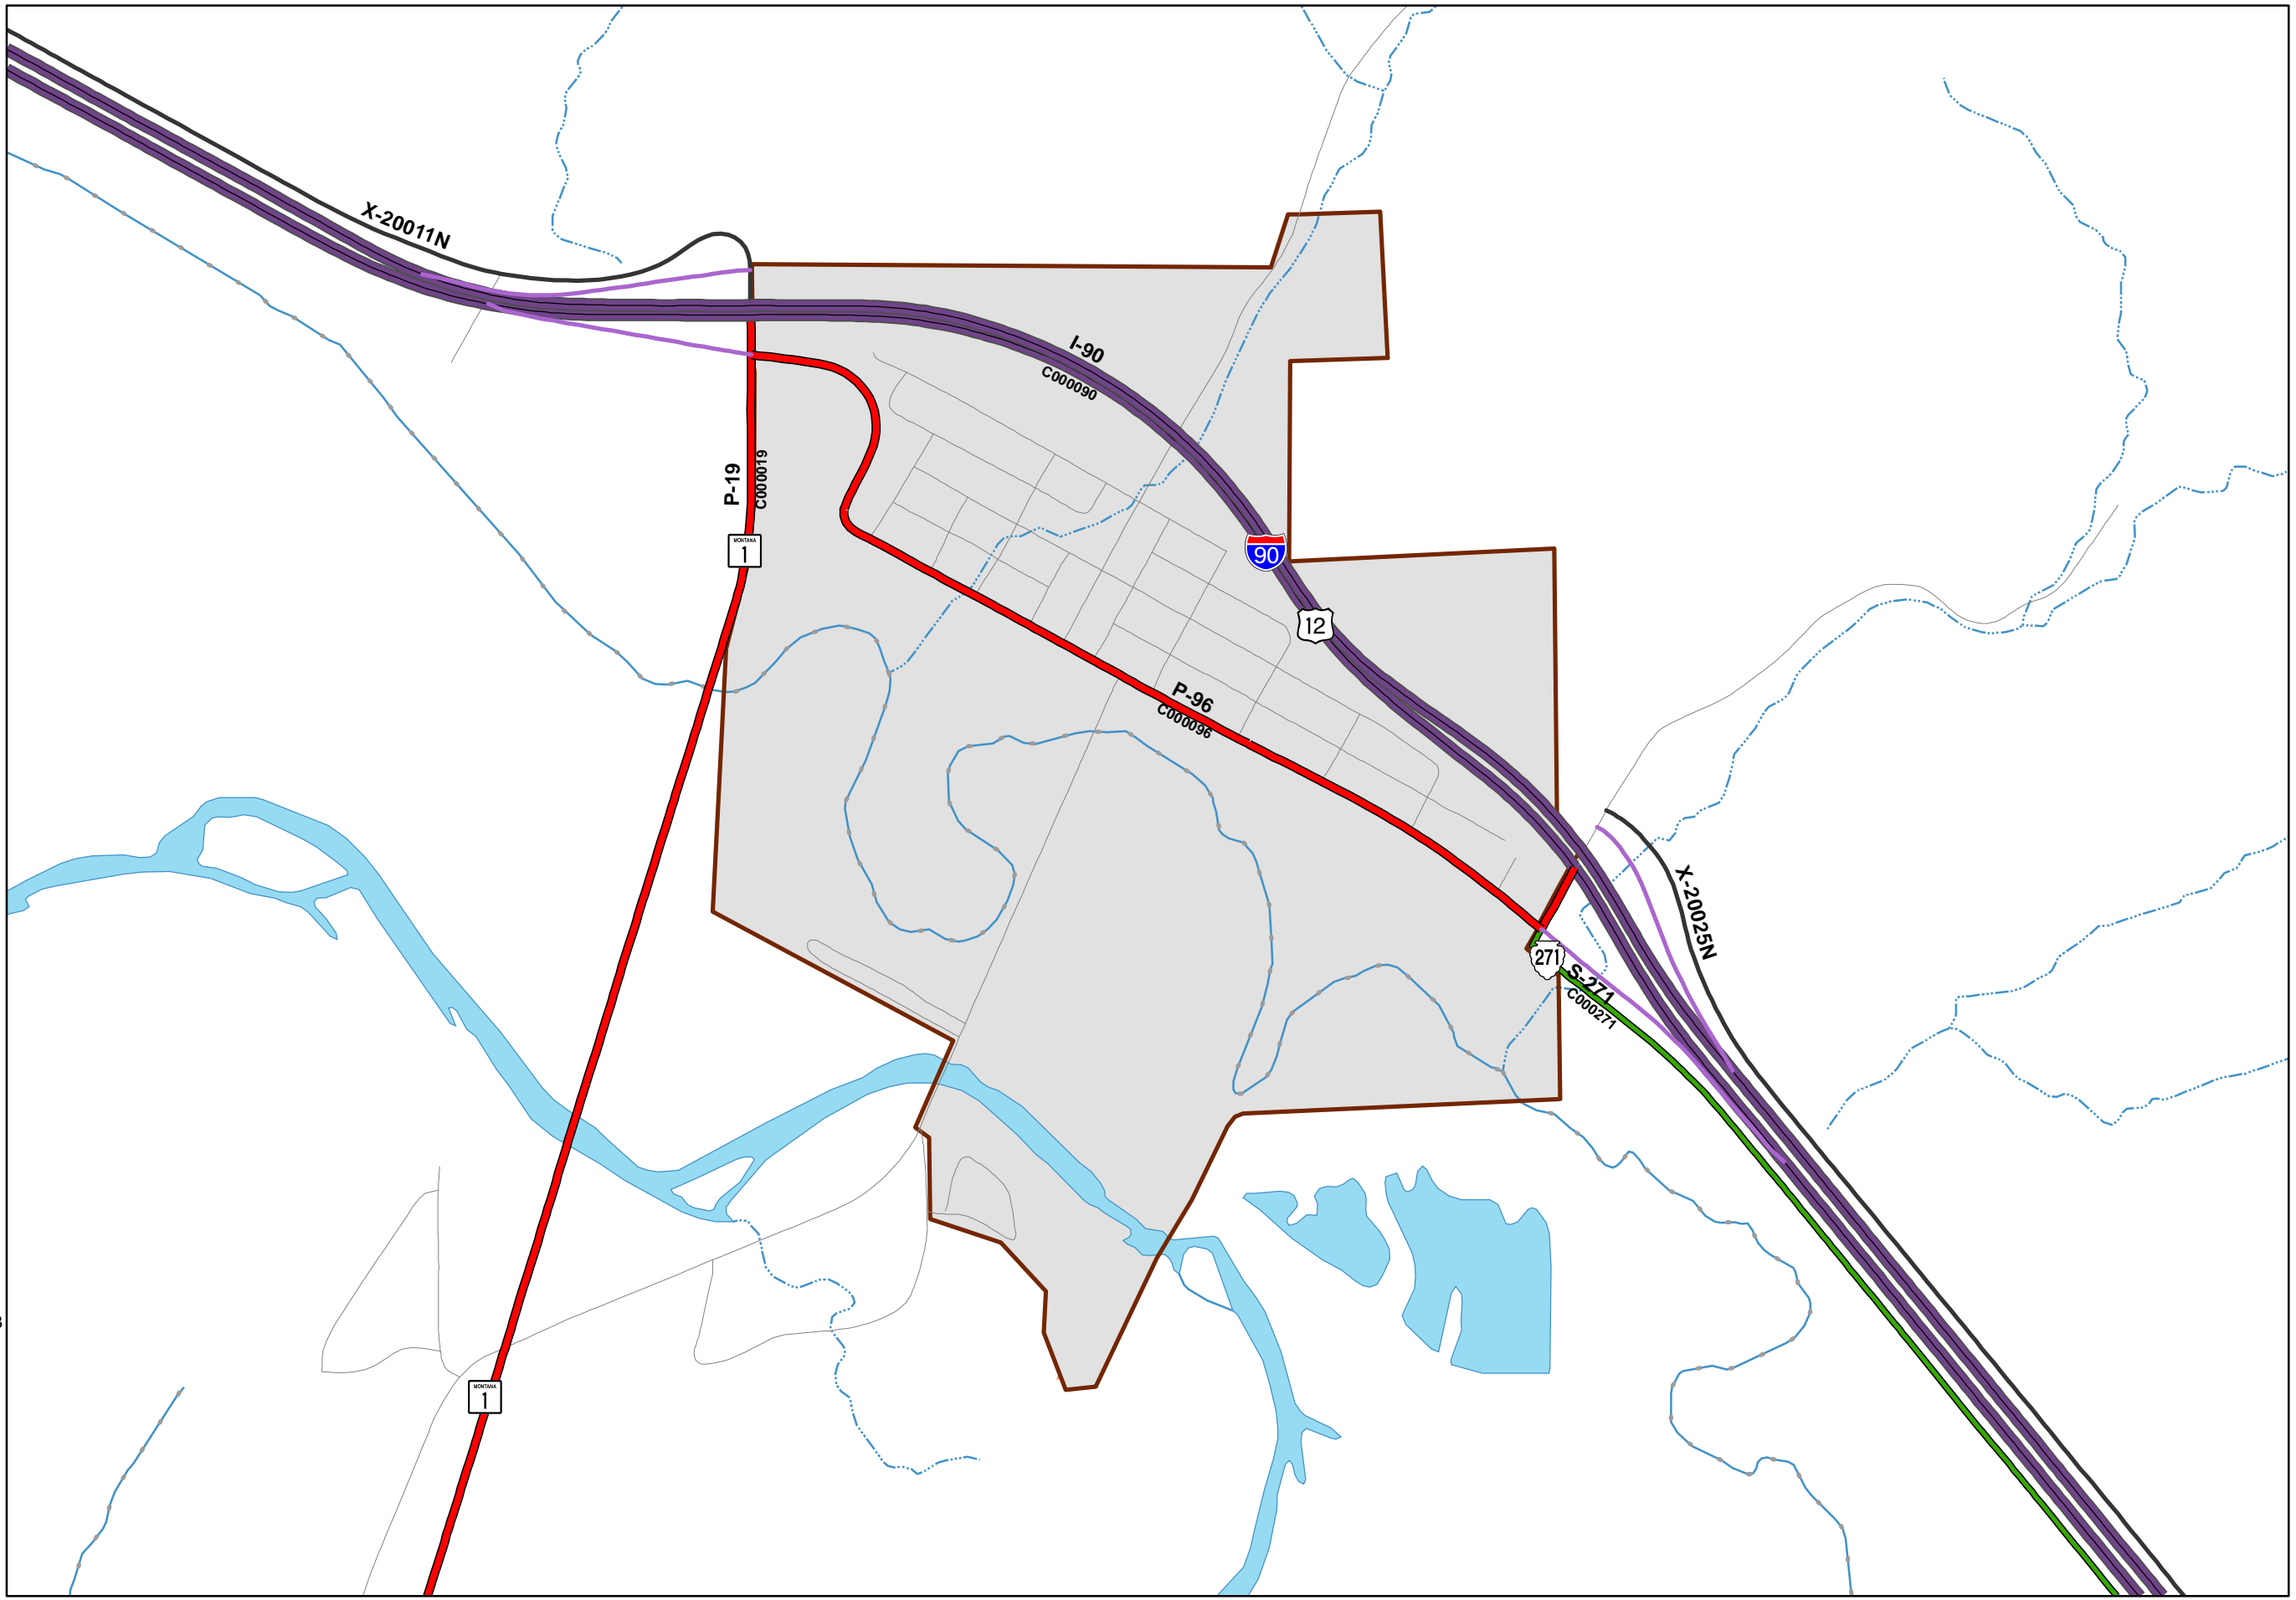 X-20011N
I-90
C000090
P-19
C000019
MONTANA
1
90
12
P-96
C000096
X-20025N
271
S-271
C000271
MONTANA
1